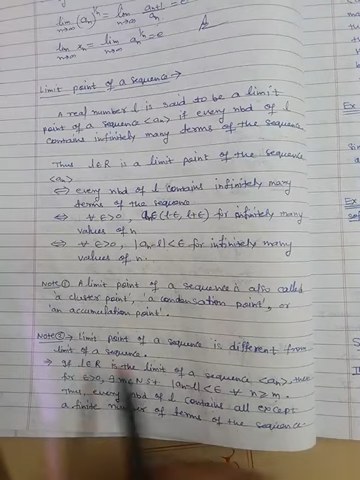 lim (aₙ)^1/n = lim aₙ₊₁/aₙ = e
n→∞ n→∞
lim xₙ = lim aₙ^1/n = e
n→∞ n→∞
Limit point of a sequence →
A real number l is said to be a limit
point of a sequence <aₙ> if every nbd of l
contains infinitely many terms of the sequence
Thus l∈R is a limit point of the sequence
<aₙ>
⇔ every nbd of l contains infinitely many
terms of the sequence
⇔ ∀ ε>0, aₙ∈(l-ε, l+ε) for infinitely many
values of n
⇔ ∀ ε>0, |aₙ-l|<ε for infinitely many
values of n.
Note① A limit point of a sequence is also called
'a cluster point', 'a condensation point', or
'an accumulation point'.
Note② → limit point of a sequence is different from
limit of a sequence.
→ If l∈R is the limit of a sequence <aₙ>, then
for ε>0, ∃ m∈N s.t. |aₙ-l|<ε ∀ n≥m.
Thus, every nbd of l contains all except
a finite number of terms of the sequence.
Ex
Ex